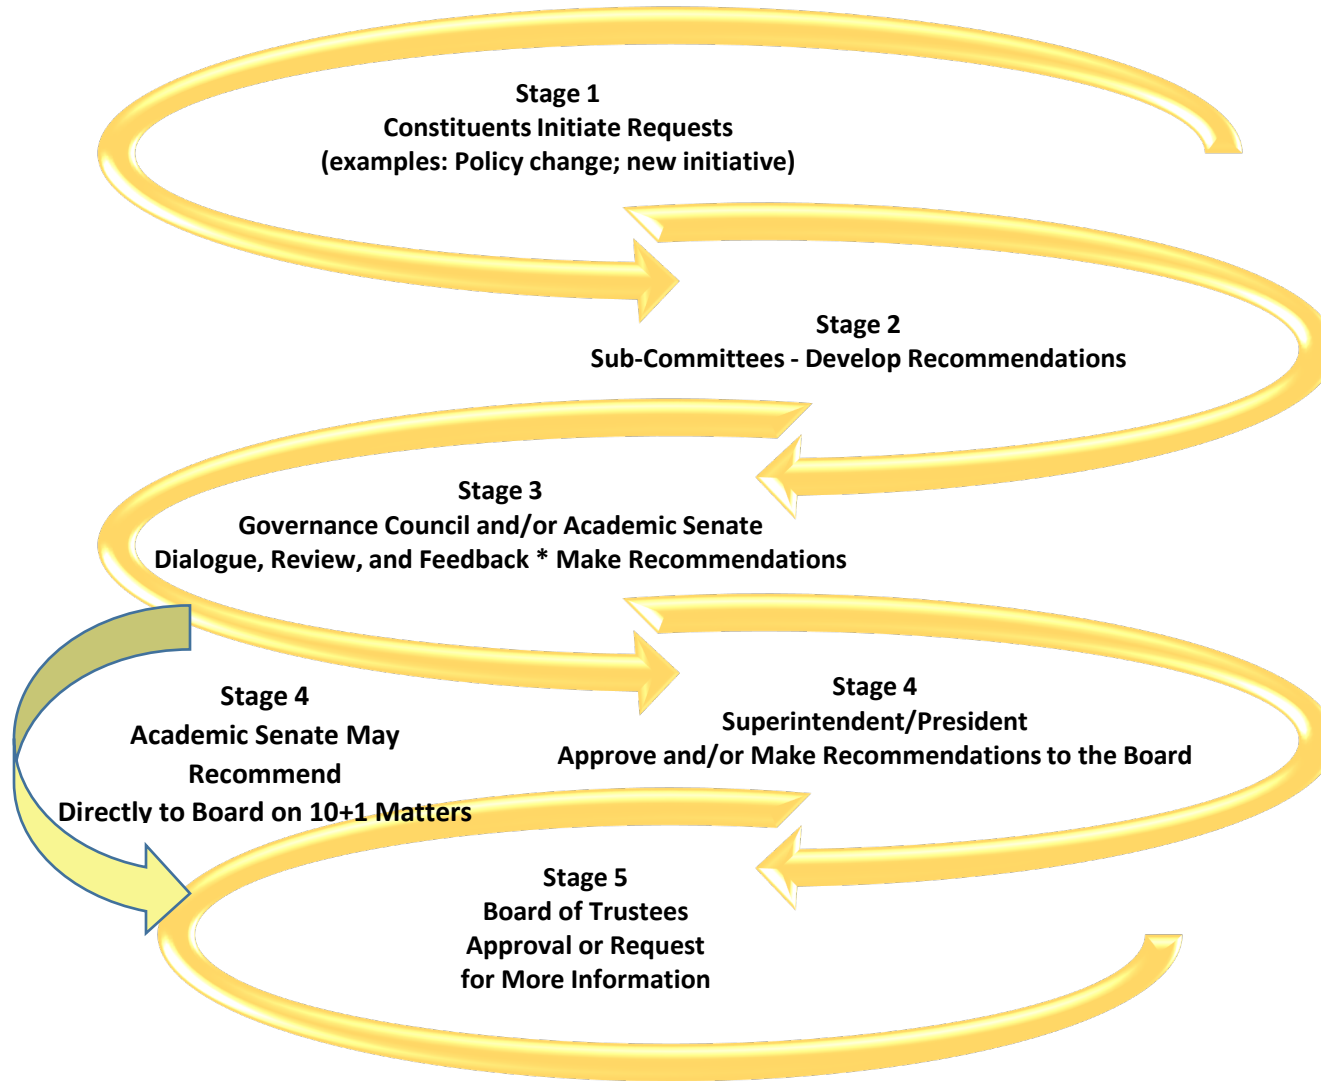 Stage 1
Constituents Initiate Requests
(examples: Policy change; new initiative)
Stage 2
Sub-Committees - Develop Recommendations
Stage 3
Governance Council and/or Academic Senate
Dialogue, Review, and Feedback * Make Recommendations
Stage 4
Academic Senate May
Recommend
Directly to Board on 10+1 Matters
Stage 4
Superintendent/President
Approve and/or Make Recommendations to the Board
Stage 5
Board of Trustees
Approval or Request
for More Information